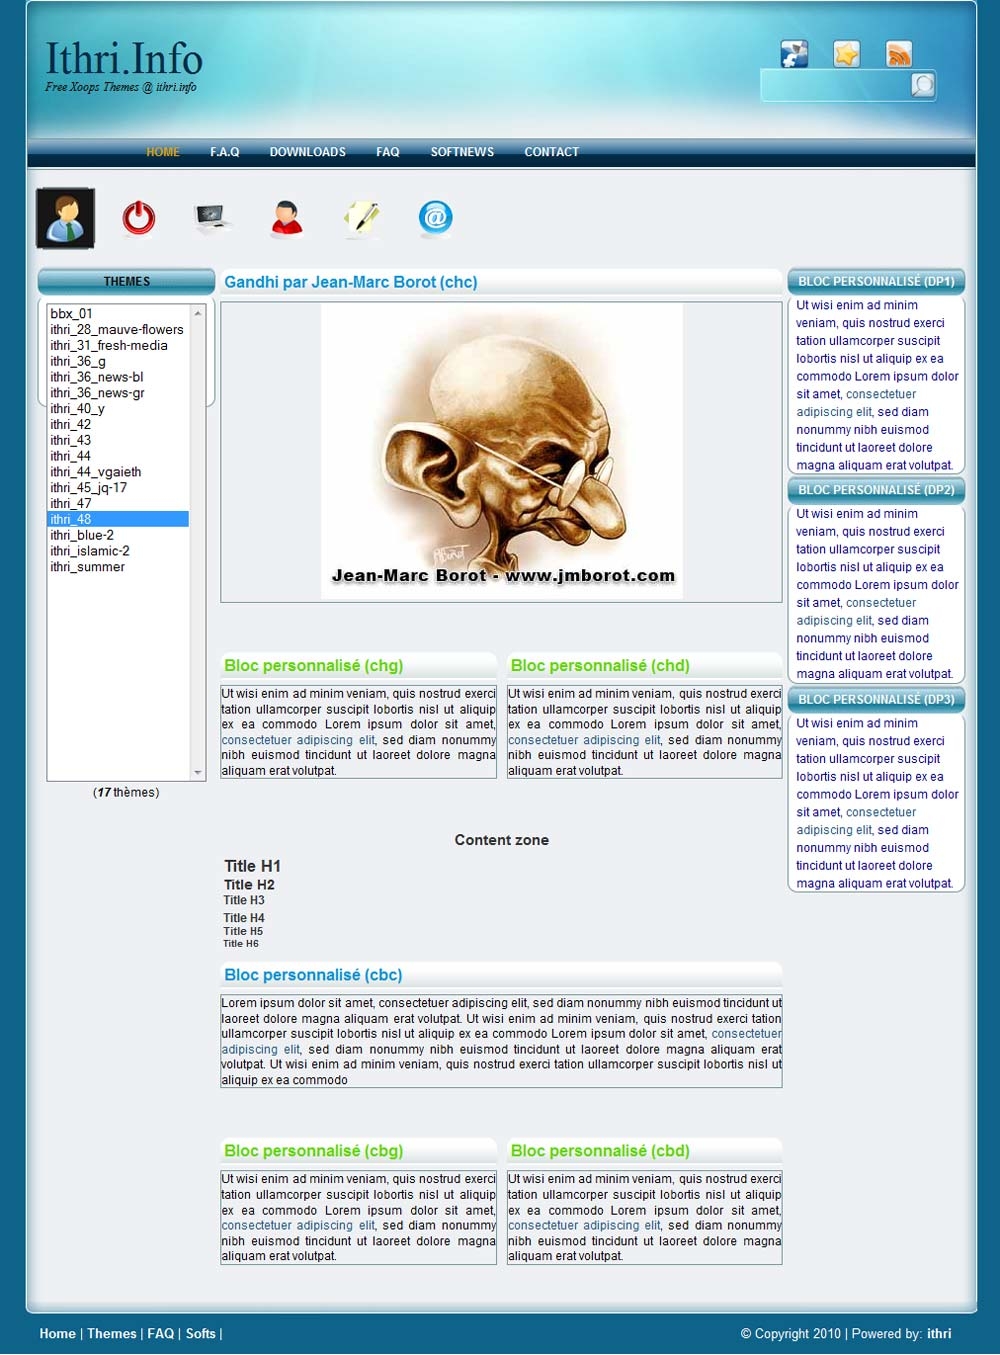 Ithri.Info
Free Xoops Themes @ ithri.info
HOME F.A.Q DOWNLOADS FAQ SOFTNEWS CONTACT
THEMES
bbx_01
ithri_28_mauve-flowers
ithri_31_fresh-media
ithri_36_g
ithri_36_news-bl
ithri_36_news-gr
ithri_40_y
ithri_42
ithri_43
ithri_44
ithri_44_vgaieth
ithri_45_jq-17
ithri_47
ithri_48
ithri_blue-2
ithri_islamic-2
ithri_summer
(17 thèmes)
Gandhi par Jean-Marc Borot (chc)
Jean-Marc Borot - www.jmborot.com
Bloc personnalisé (chg)
Ut wisi enim ad minim veniam, quis nostrud exerci
tation ullamcorper suscipit lobortis nisl ut aliquip
ex ea commodo Lorem ipsum dolor sit amet,
consectetuer adipiscing elit, sed diam nonummy
nibh euismod tincidunt ut laoreet dolore magna
aliquam erat volutpat.
Bloc personnalisé (chd)
Ut wisi enim ad minim veniam, quis nostrud exerci
tation ullamcorper suscipit lobortis nisl ut aliquip
ex ea commodo Lorem ipsum dolor sit amet,
consectetuer adipiscing elit, sed diam nonummy
nibh euismod tincidunt ut laoreet dolore magna
aliquam erat volutpat.
Content zone
Title H1
Title H2
Title H3
Title H4
Title H5
Title H6
Bloc personnalisé (cbc)
Lorem ipsum dolor sit amet, consectetuer adipiscing elit, sed diam nonummy nibh euismod tincidunt ut
laoreet dolore magna aliquam erat volutpat. Ut wisi enim ad minim veniam, quis nostrud exerci tation
ullamcorper suscipit lobortis nisl ut aliquip ex ea commodo Lorem ipsum dolor sit amet, consectetuer
adipiscing elit, sed diam nonummy nibh euismod tincidunt ut laoreet dolore magna aliquam erat
volutpat. Ut wisi enim ad minim veniam, quis nostrud exerci tation ullamcorper suscipit lobortis nisl ut
aliquip ex ea commodo
Bloc personnalisé (cbg)
Ut wisi enim ad minim veniam, quis nostrud exerci
tation ullamcorper suscipit lobortis nisl ut aliquip
ex ea commodo Lorem ipsum dolor sit amet,
consectetuer adipiscing elit, sed diam nonummy
nibh euismod tincidunt ut laoreet dolore magna
aliquam erat volutpat.
Bloc personnalisé (cbd)
Ut wisi enim ad minim veniam, quis nostrud exerci
tation ullamcorper suscipit lobortis nisl ut aliquip
ex ea commodo Lorem ipsum dolor sit amet,
consectetuer adipiscing elit, sed diam nonummy
nibh euismod tincidunt ut laoreet dolore magna
aliquam erat volutpat.
BLOC PERSONNALISÉ (DP1)
Ut wisi enim ad minim
veniam, quis nostrud exerci
tation ullamcorper suscipit
lobortis nisl ut aliquip ex ea
commodo Lorem ipsum dolor
sit amet, consectetuer
adipiscing elit, sed diam
nonummy nibh euismod
tincidunt ut laoreet dolore
magna aliquam erat volutpat.
BLOC PERSONNALISÉ (DP2)
Ut wisi enim ad minim
veniam, quis nostrud exerci
tation ullamcorper suscipit
lobortis nisl ut aliquip ex ea
commodo Lorem ipsum dolor
sit amet, consectetuer
adipiscing elit, sed diam
nonummy nibh euismod
tincidunt ut laoreet dolore
magna aliquam erat volutpat.
BLOC PERSONNALISÉ (DP3)
Ut wisi enim ad minim
veniam, quis nostrud exerci
tation ullamcorper suscipit
lobortis nisl ut aliquip ex ea
commodo Lorem ipsum dolor
sit amet, consectetuer
adipiscing elit, sed diam
nonummy nibh euismod
tincidunt ut laoreet dolore
magna aliquam erat volutpat.
Home | Themes | FAQ | Softs |
© Copyright 2010 | Powered by: ithri